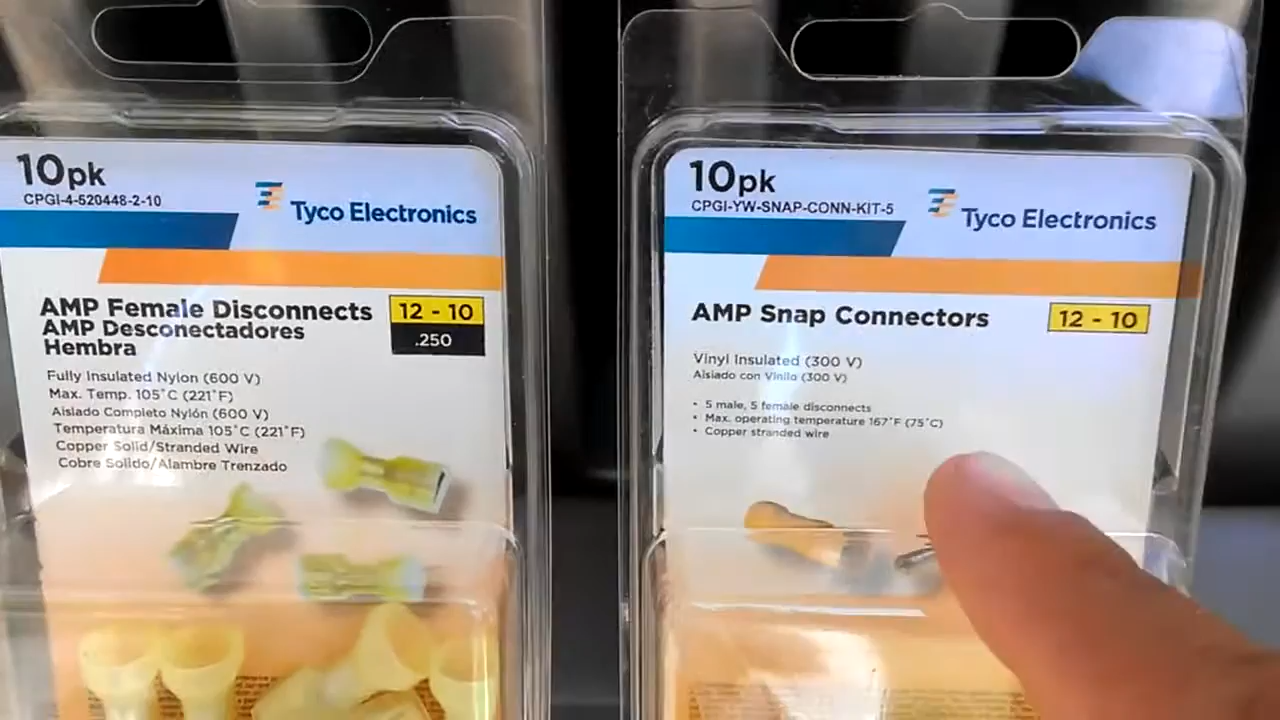 10pk
CPGI-4-520448-2-10
Tyco Electronics
AMP Female Disconnects
AMP Desconectadores
Hembra
12 - 10
.250
Fully Insulated Nylon (600 V)
Max. Temp. 105°C (221°F)
Aislado Completo Nylón (600 V)
Temperatura Máxima 105°C (221°F)
Copper Solid/Stranded Wire
Cobre Solido/Alambre Trenzado
10pk
CPGI-YW-SNAP-CONN-KIT-5
Tyco Electronics
AMP Snap Connectors
12 - 10
Vinyl Insulated (300 V)
Aislado con Vinilo (300 V)
• 5 male, 5 female disconnects
• Max. operating temperature 167°F (75°C)
• Copper stranded wire